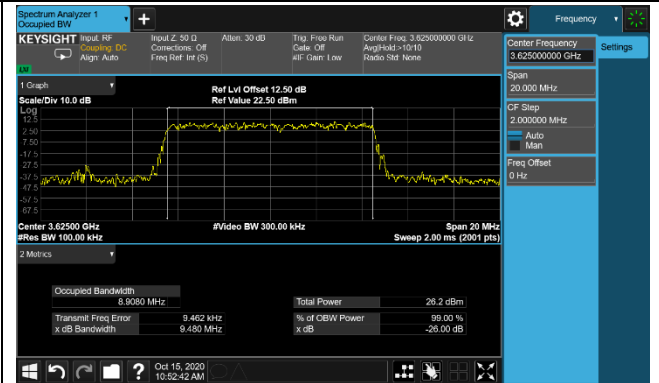 Spectrum Analyzer 1
Occupied BW
+
Frequency
KEYSIGHT
Input: RF
Coupling: DC
Align: Auto
Input Z: 50 Ω
Corrections: Off
Freq Ref: Int (S)
Atten: 30 dB
Trig: Free Run
Gate: Off
#IF Gain: Low
Center Freq: 3.625000000 GHz
Avg|Hold:>10/10
Radio Std: None
Center Frequency
3.625000000 GHz
Settings
Span
20.000 MHz
CF Step
2.000000 MHz
Auto
Man
Freq Offset
0 Hz
1 Graph
Scale/Div 10.0 dB
Ref Lvl Offset 12.50 dB
Ref Value 22.50 dBm
Log
12.5
2.50
-7.50
-17.5
-27.5
-37.5
-47.5
-57.5
-67.5
Center 3.62500 GHz
#Res BW 100.00 kHz
#Video BW 300.00 kHz
Span 20 MHz
Sweep 2.00 ms (2001 pts)
2 Metrics
Occupied Bandwidth
8.9080 MHz
Total Power 26.2 dBm
Transmit Freq Error 9.462 kHz
% of OBW Power 99.00 %
x dB Bandwidth 9.480 MHz
x dB -26.00 dB
?
Oct 15, 2020
10:52:42 AM